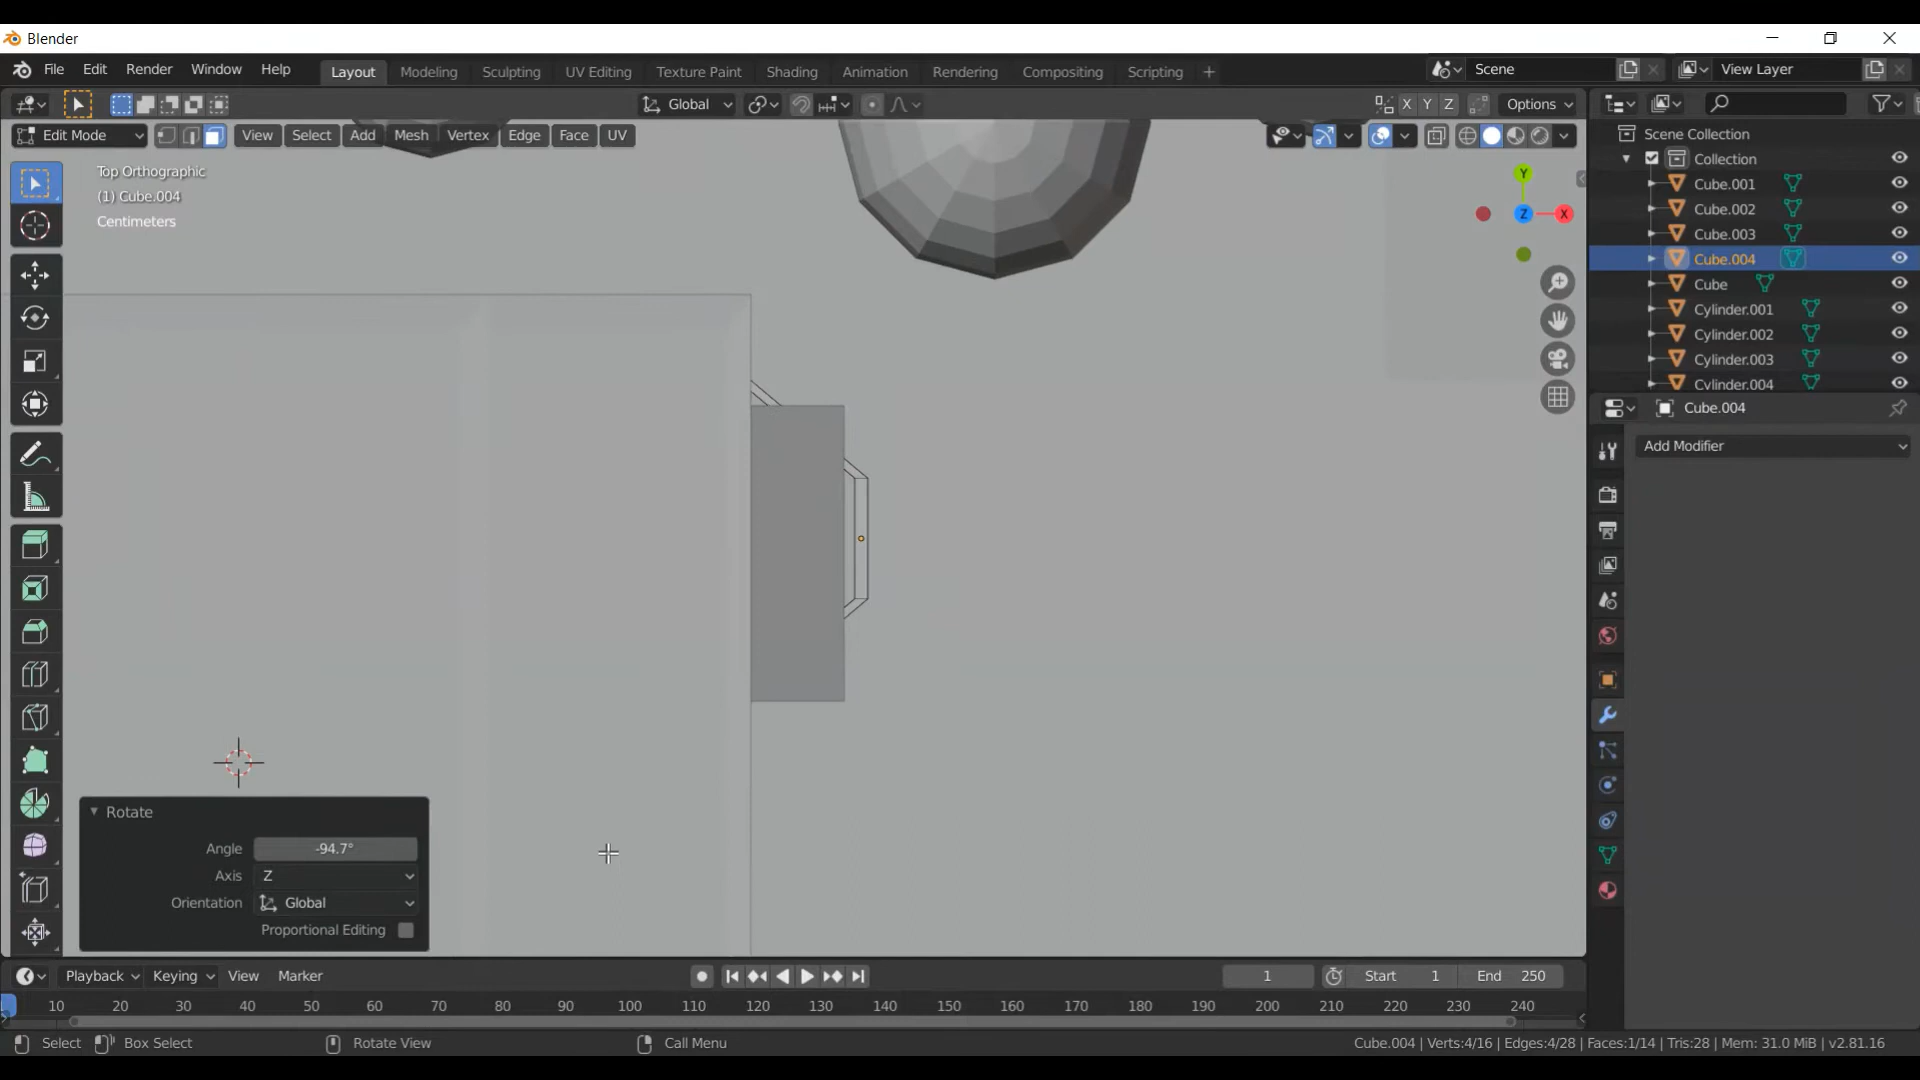 Blender
File Edit Render Window Help Layout Modeling Sculpting UV Editing Texture Paint Shading Animation Rendering Compositing Scripting + Scene View Layer
Global X Y Z Options
Edit Mode View Select Add Mesh Vertex Edge Face UV
Scene Collection
Collection
Cube.001
Cube.002
Cube.003
Cube.004
Cube
Cylinder.001
Cylinder.002
Cylinder.003
Cylinder.004
Top Orthographic
(1) Cube.004
Centimeters
Y
Z X
Cube.004
Add Modifier
Rotate
Angle -94.7°
Axis Z
Orientation Global
Proportional Editing
Playback Keying View Marker 1 Start 1 End 250
10 20 30 40 50 60 70 80 90 100 110 120 130 140 150 160 170 180 190 200 210 220 230 240
Select Box Select Rotate View Call Menu Cube.004 | Verts:4/16 | Edges:4/28 | Faces:1/14 | Tris:28 | Mem: 31.0 MiB | v2.81.16